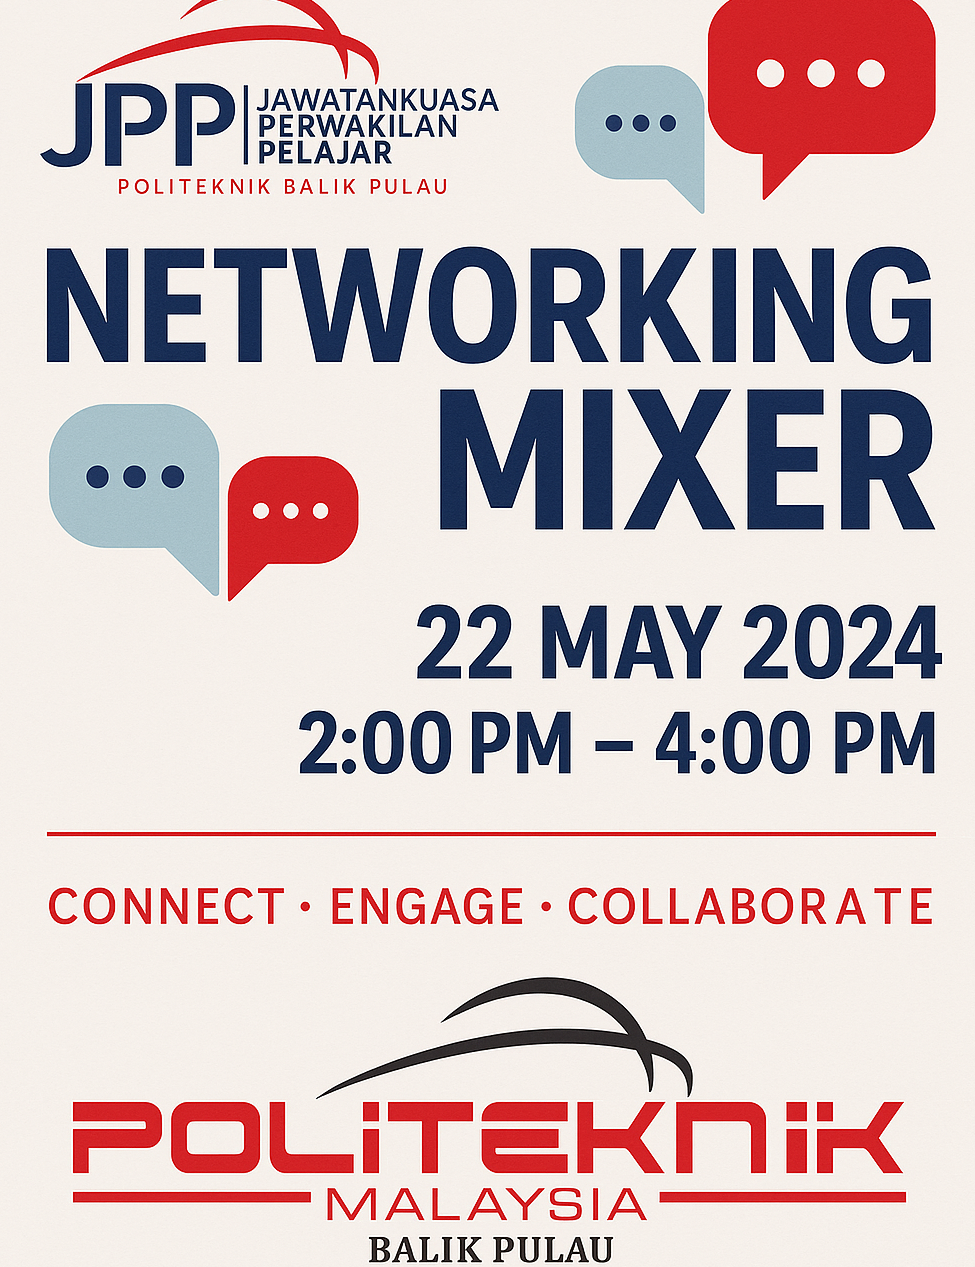 JPP
JAWATANKUASA
PERWAKILAN
PELAJAR
POLITEKNIK BALIK PULAU
NETWORKING
MIXER
22 MAY 2024
2:00 PM – 4:00 PM
CONNECT · ENGAGE · COLLABORATE
POLITEKNIK
MALAYSIA
BALIK PULAU